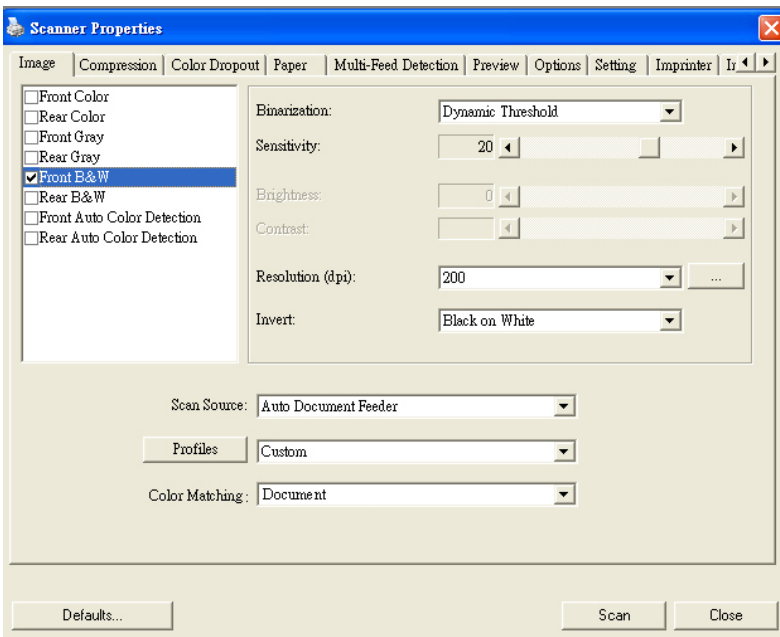 Scanner Properties
Image Compression Color Dropout Paper Multi-Feed Detection Preview Options Setting Imprinter
Front Color
Rear Color
Front Gray
Rear Gray
Front B&W
Rear B&W
Front Auto Color Detection
Rear Auto Color Detection
Binarization: Dynamic Threshold
Sensitivity: 20
Brightness: 0
Contrast:
Resolution (dpi): 200 ...
Invert: Black on White
Scan Source: Auto Document Feeder
Profiles Custom
Color Matching: Document
Defaults... Scan Close